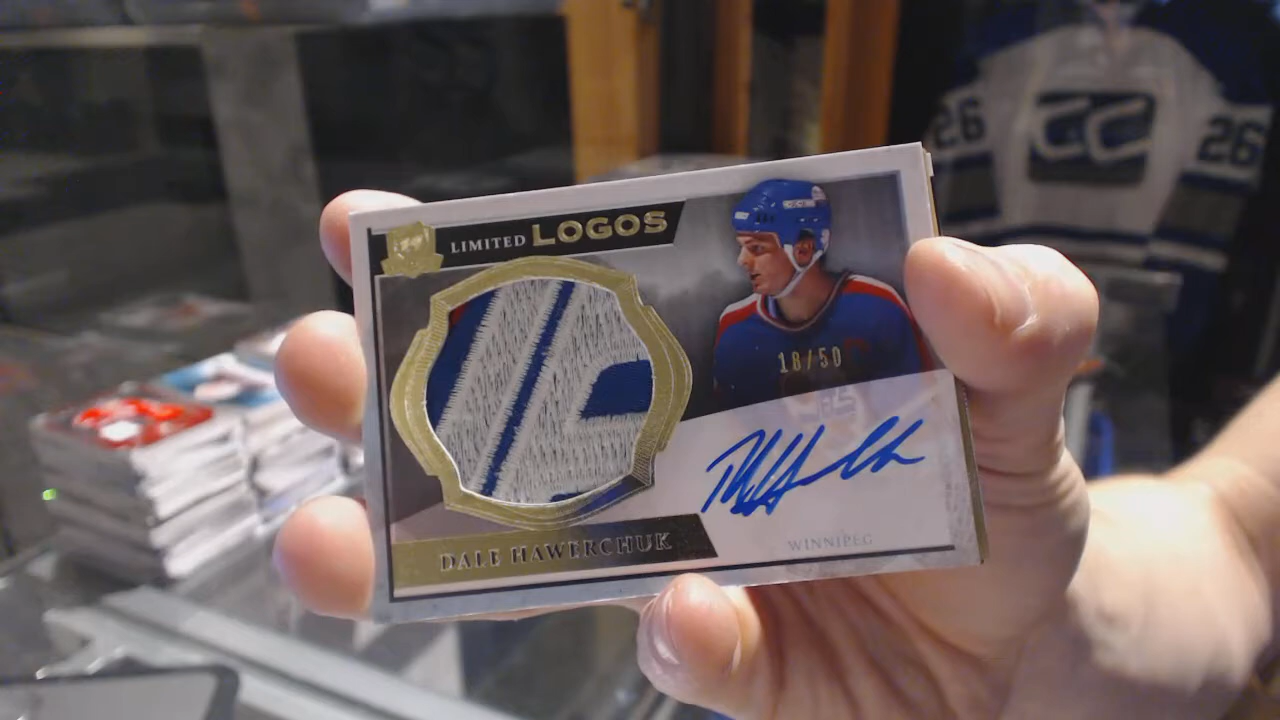 LIMITED LOGOS
18/50
DALE HAWERCHUK
WINNIPEG
26
26